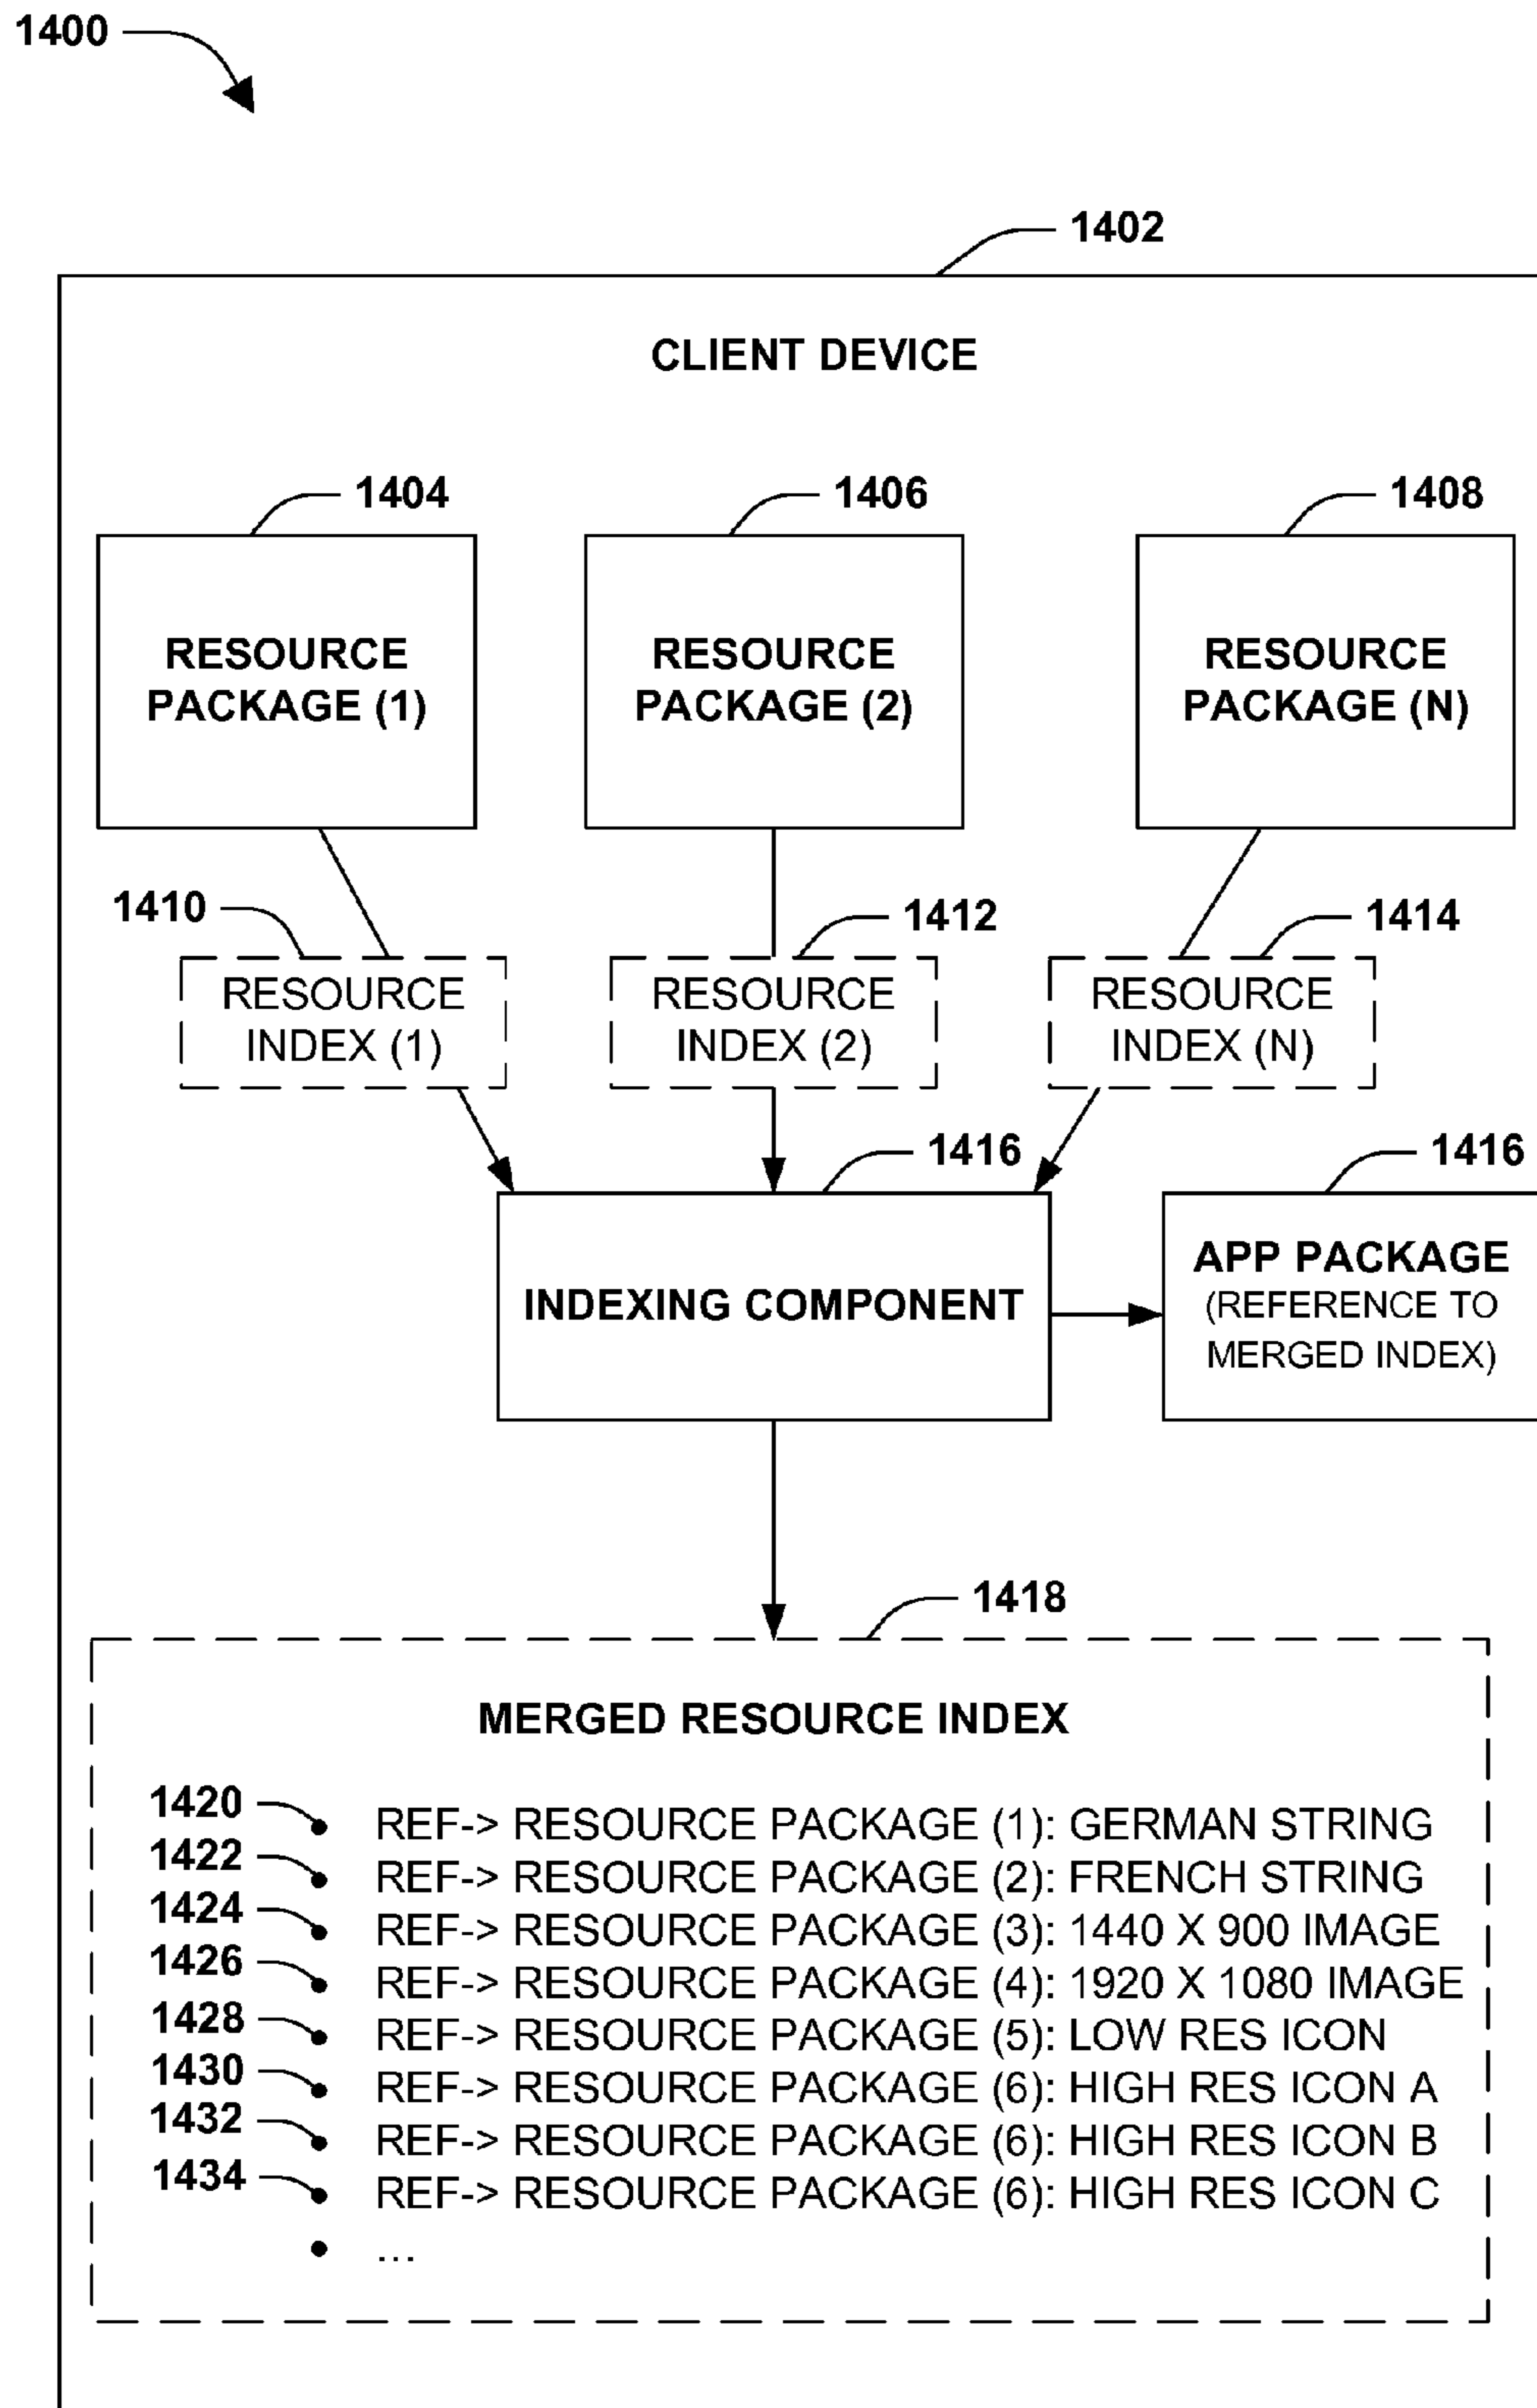 1400
1402
CLIENT DEVICE
1404
1406
1408
RESOURCE
PACKAGE (1)
RESOURCE
PACKAGE (2)
RESOURCE
PACKAGE (N)
1410
1412
1414
RESOURCE
INDEX (1)
RESOURCE
INDEX (2)
RESOURCE
INDEX (N)
1416
1416
INDEXING COMPONENT
APP PACKAGE
(REFERENCE TO
MERGED INDEX)
1418
MERGED RESOURCE INDEX
1420 • REF-> RESOURCE PACKAGE (1): GERMAN STRING
1422 • REF-> RESOURCE PACKAGE (2): FRENCH STRING
1424 • REF-> RESOURCE PACKAGE (3): 1440 X 900 IMAGE
1426 • REF-> RESOURCE PACKAGE (4): 1920 X 1080 IMAGE
1428 • REF-> RESOURCE PACKAGE (5): LOW RES ICON
1430 • REF-> RESOURCE PACKAGE (6): HIGH RES ICON A
1432 • REF-> RESOURCE PACKAGE (6): HIGH RES ICON B
1434 • REF-> RESOURCE PACKAGE (6): HIGH RES ICON C
• ...